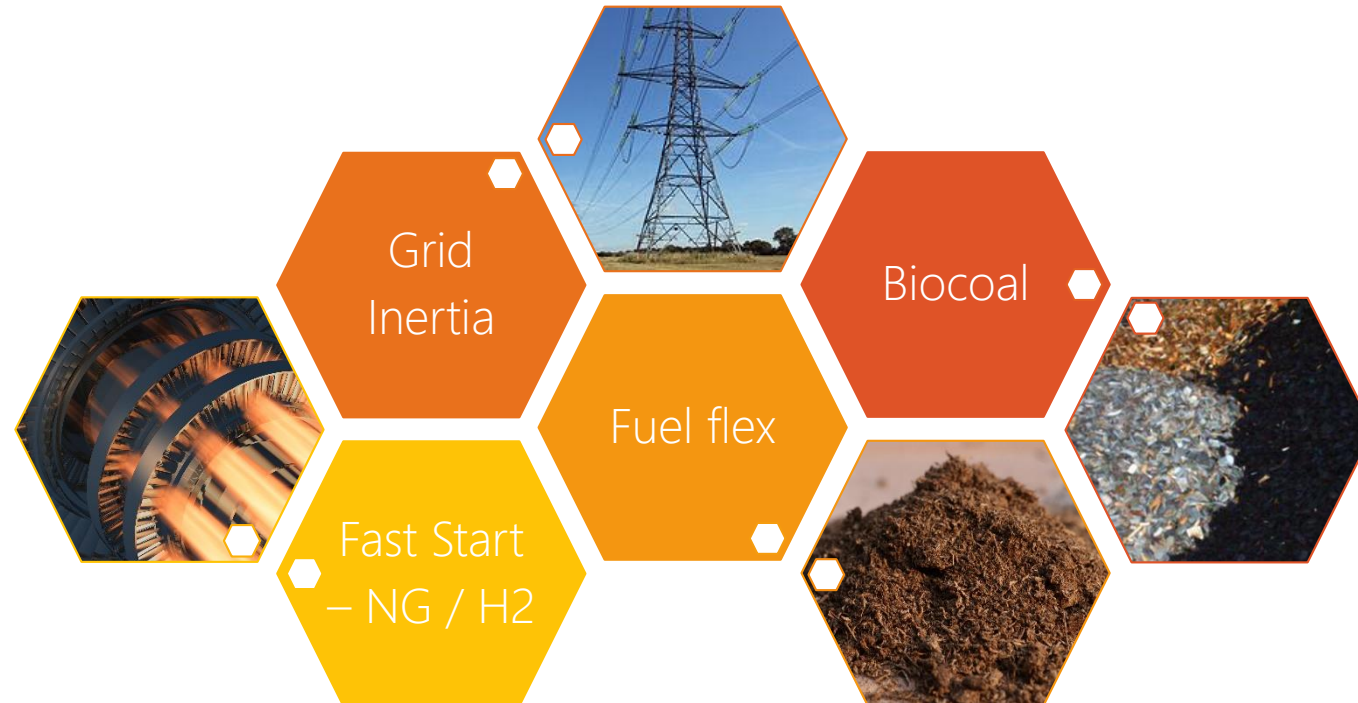 Grid
Inertia
Biocoal
Fuel flex
Fast Start
– NG / H2